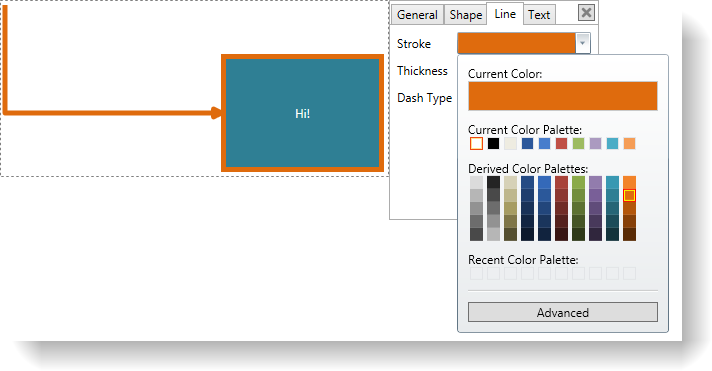 General Shape Line Text
Stroke
Thickness
Dash Type
Hi!
Current Color:
Current Color Palette:
Derived Color Palettes:
Recent Color Palette:
Advanced